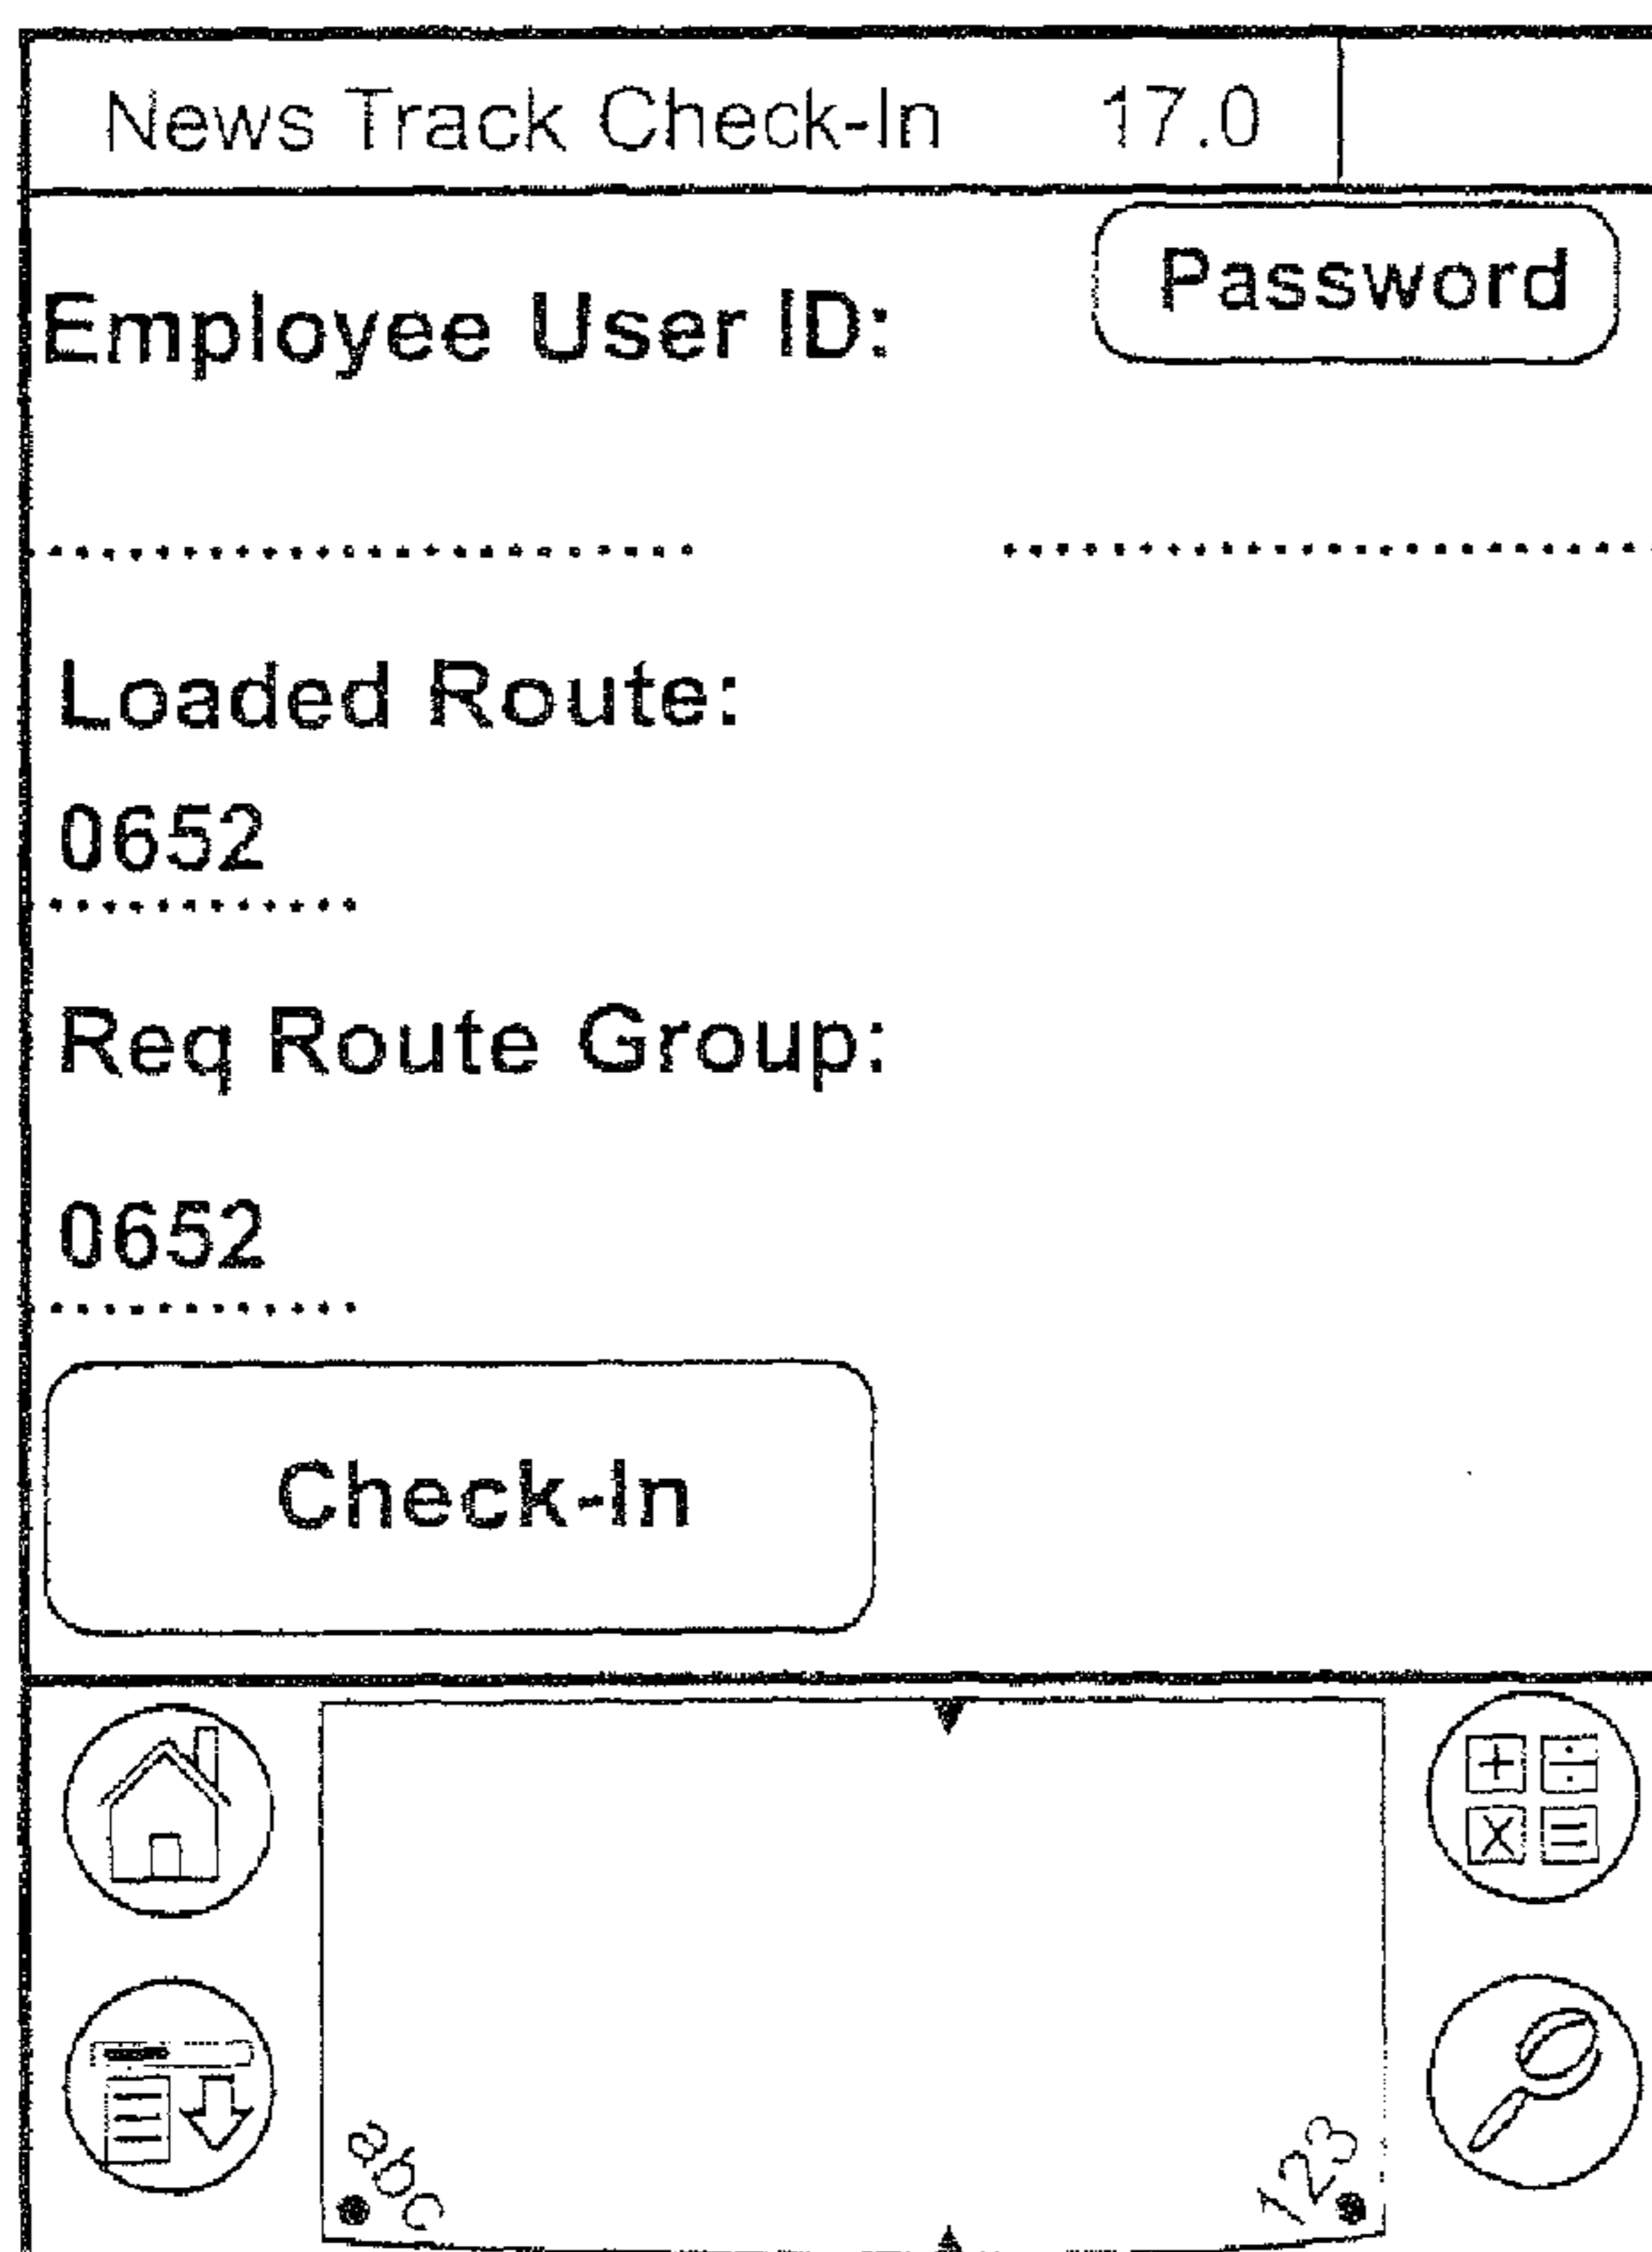 News Track Check-In 17.0
Password
Employee User ID:
Loaded Route:
0652
Req Route Group:
0652
Check-In
abc 123